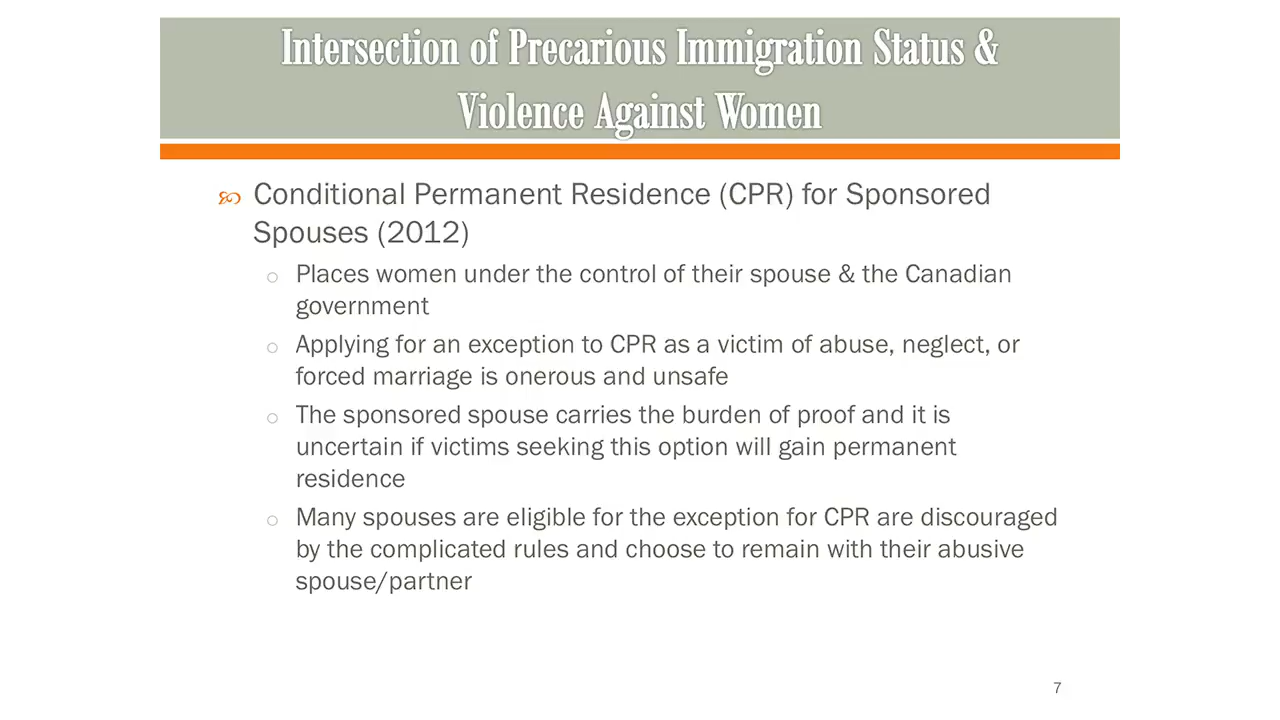 Intersection of Precarious Immigration Status &
Violence Against Women
Conditional Permanent Residence (CPR) for Sponsored
Spouses (2012)
Places women under the control of their spouse & the Canadian
government
Applying for an exception to CPR as a victim of abuse, neglect, or
forced marriage is onerous and unsafe
The sponsored spouse carries the burden of proof and it is
uncertain if victims seeking this option will gain permanent
residence
Many spouses are eligible for the exception for CPR are discouraged
by the complicated rules and choose to remain with their abusive
spouse/partner
7